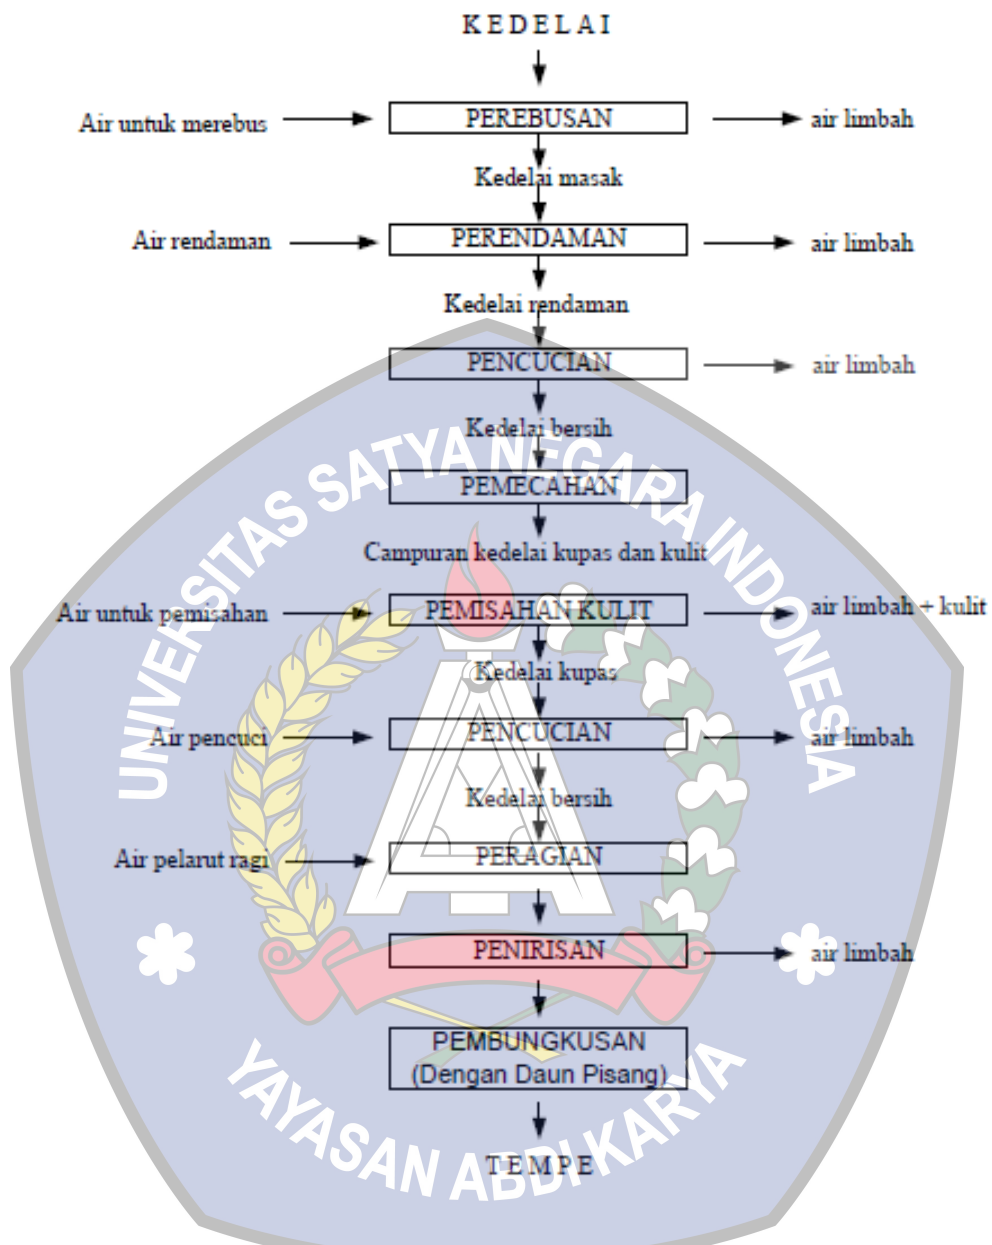 K E D E L A I
Air untuk merebus
PEREBUSAN
air limbah
Kedelai masak
Air rendaman
PERENDAMAN
air limbah
Kedelai rendaman
PENCUCIAN
air limbah
Kedelai bersih
PEMECAHAN
Campuran kedelai kupas dan kulit
Air untuk pemisahan
PEMISAHAN KULIT
air limbah + kulit
Kedelai kupas
Air pencuci
PENCUCIAN
air limbah
Kedelai bersih
Air pelarut ragi
PERAGIAN
PENIRISAN
air limbah
PEMBUNGKUSAN
(Dengan Daun Pisang)
T E M P E
UNIVERSITAS SATYA NEGARA INDONESIA
YAYASAN ABDI KARYA